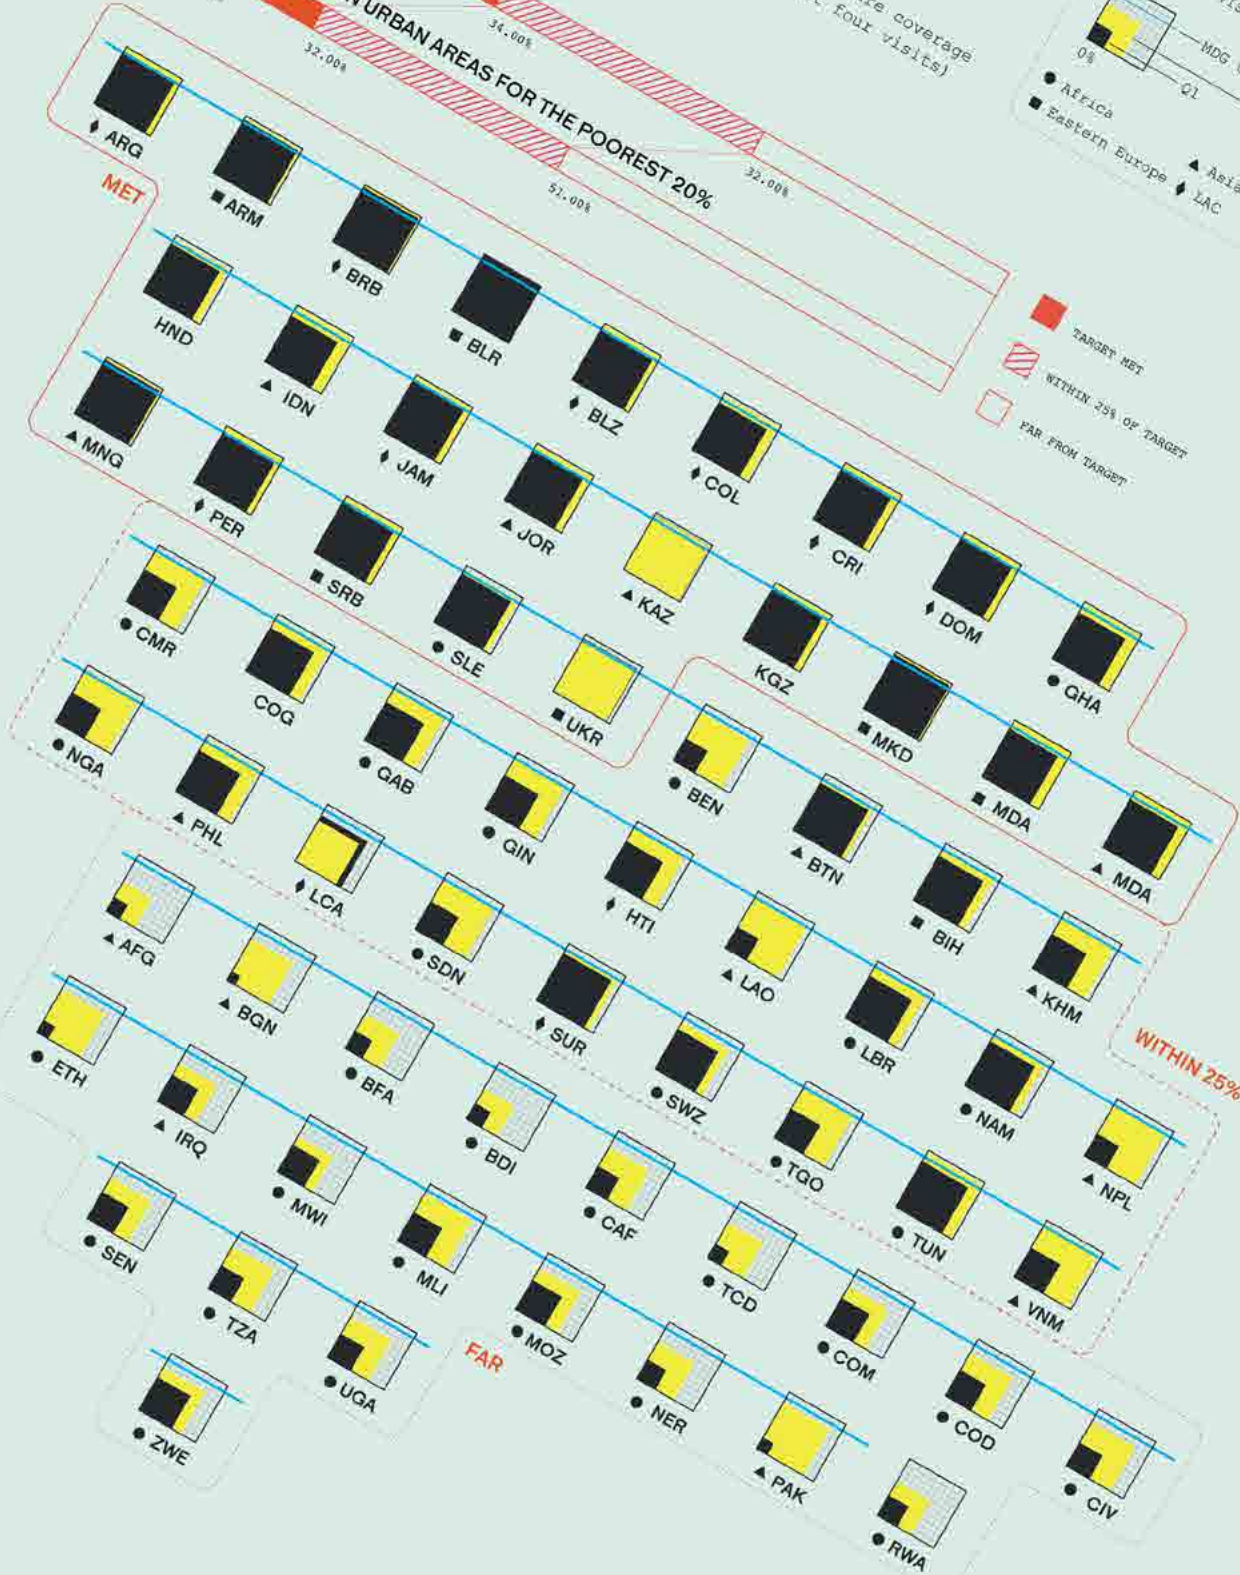 34.00%
32.00%
URBAN AREAS FOR THE POOREST 20%
32.00%
51.00%
coverage
four visits)
0%
MDG
Q1
Africa
Eastern Europe
LAC
TARGET MET
WITHIN 25% OF TARGET
FAR FROM TARGET
MET
ARG
ARM
BRB
BLR
BLZ
COL
CRI
DOM
GHA
HND
IDN
JAM
JOR
KAZ
KGZ
MKD
MDA
MDA
MNG
PER
SRB
SLE
UKR
BEN
BTN
BIH
KHM
CMR
COG
GAB
GIN
HTI
LAO
LBR
NAM
NPL
WITHIN 25%
NGA
PHL
LCA
SDN
SUR
SWZ
TGO
TUN
VNM
AFG
BGN
BFA
BDI
CAF
TCD
COM
COD
CIV
ETH
IRQ
MWI
MLI
MOZ
NER
PAK
RWA
SEN
TZA
UGA
FAR
ZWE